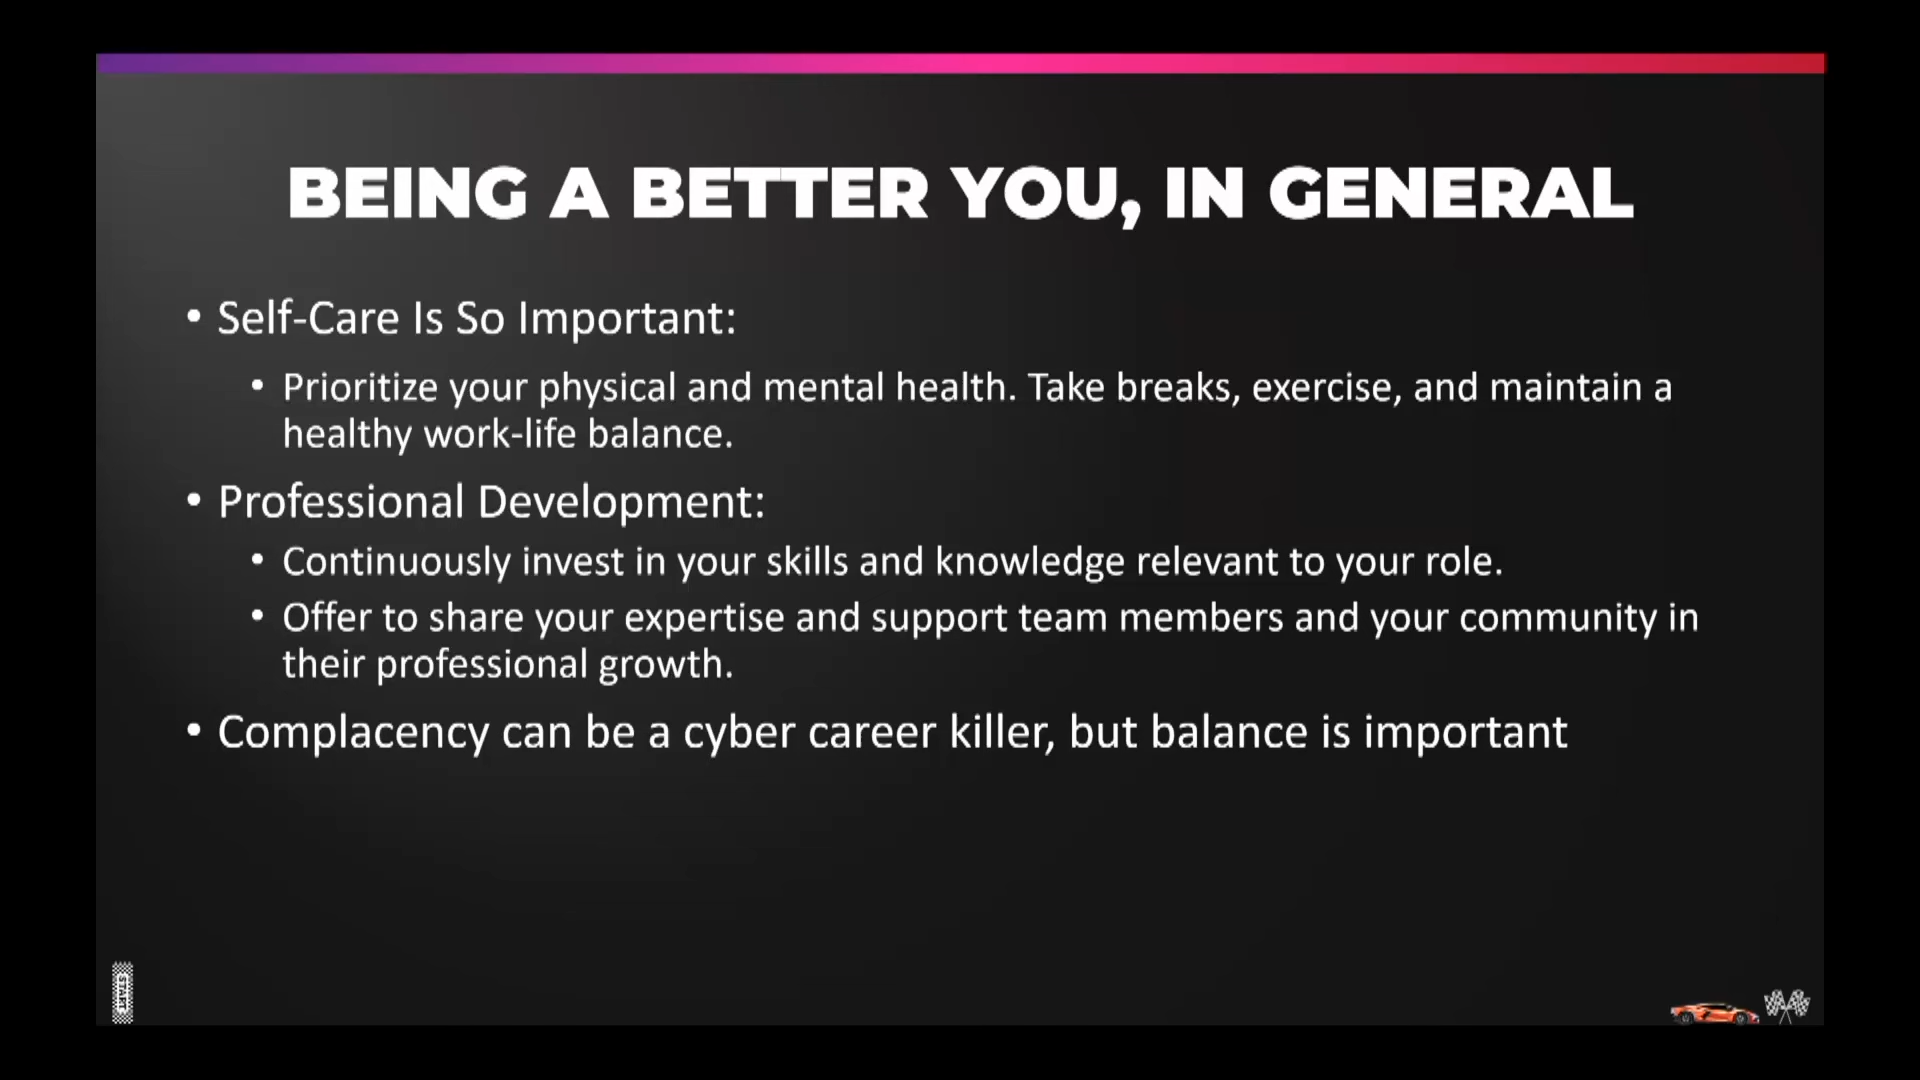 BEING A BETTER YOU, IN GENERAL
• Self-Care Is So Important:
• Prioritize your physical and mental health. Take breaks, exercise, and maintain a
healthy work-life balance.
• Professional Development:
• Continuously invest in your skills and knowledge relevant to your role.
• Offer to share your expertise and support team members and your community in
their professional growth.
• Complacency can be a cyber career killer, but balance is important
START